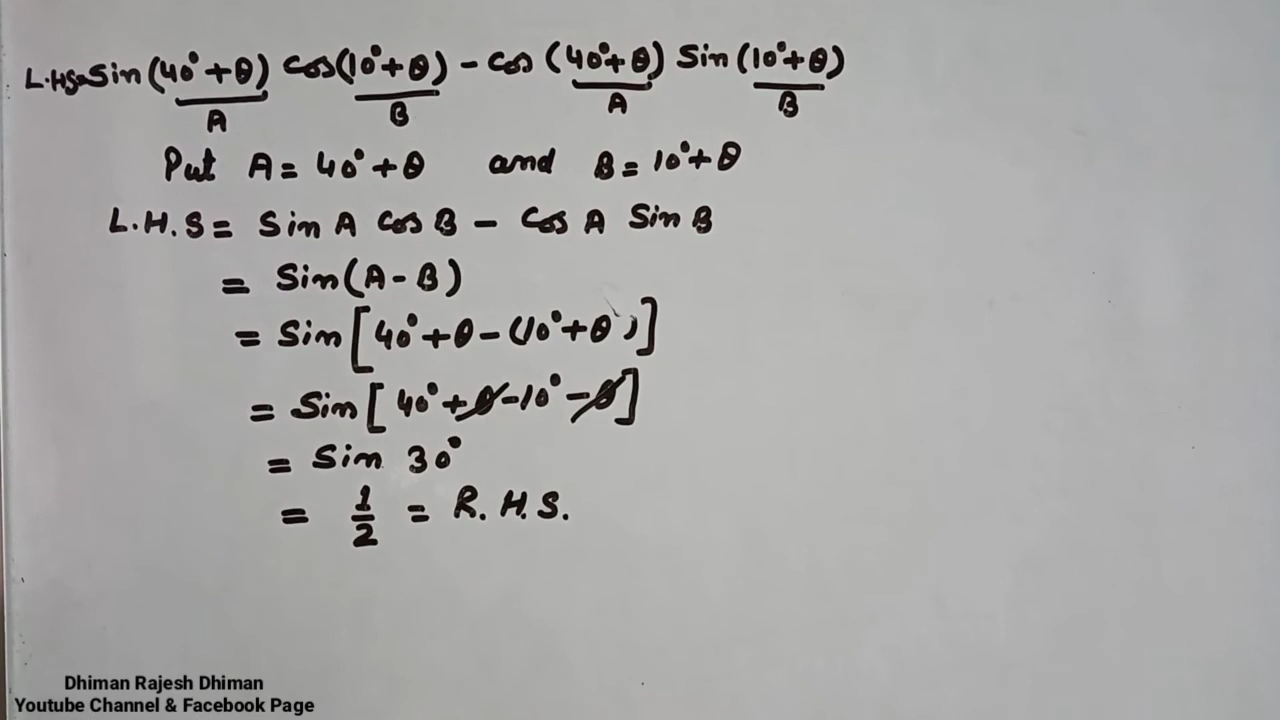 L.HS=Sin (40°+θ) Cos(10°+θ) - Cos (40°+θ) Sin (10°+θ)
A B A B
Put A = 40°+θ and B = 10°+θ
L.H.S = Sin A Cos B - Cos A Sin B
= Sin(A-B)
= Sin[40°+θ-(10°+θ)]
= Sin[40°+θ-10°-θ]
= Sin 30°
= 1/2 = R.H.S.
Dhiman Rajesh Dhiman
Youtube Channel & Facebook Page